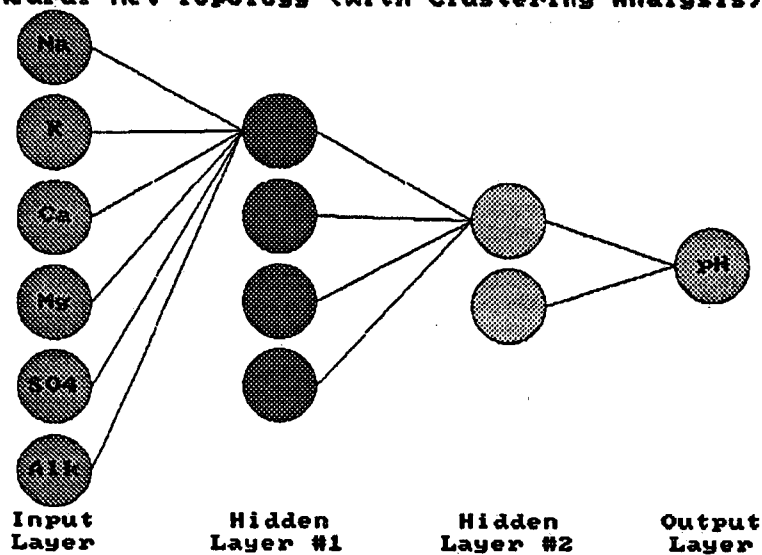 Neural Net Topology (with Clustering Analysis)
Na
K
Ca
Mg
SO4
Alk
pH
Input
Layer
Hidden
Layer #1
Hidden
Layer #2
Output
Layer